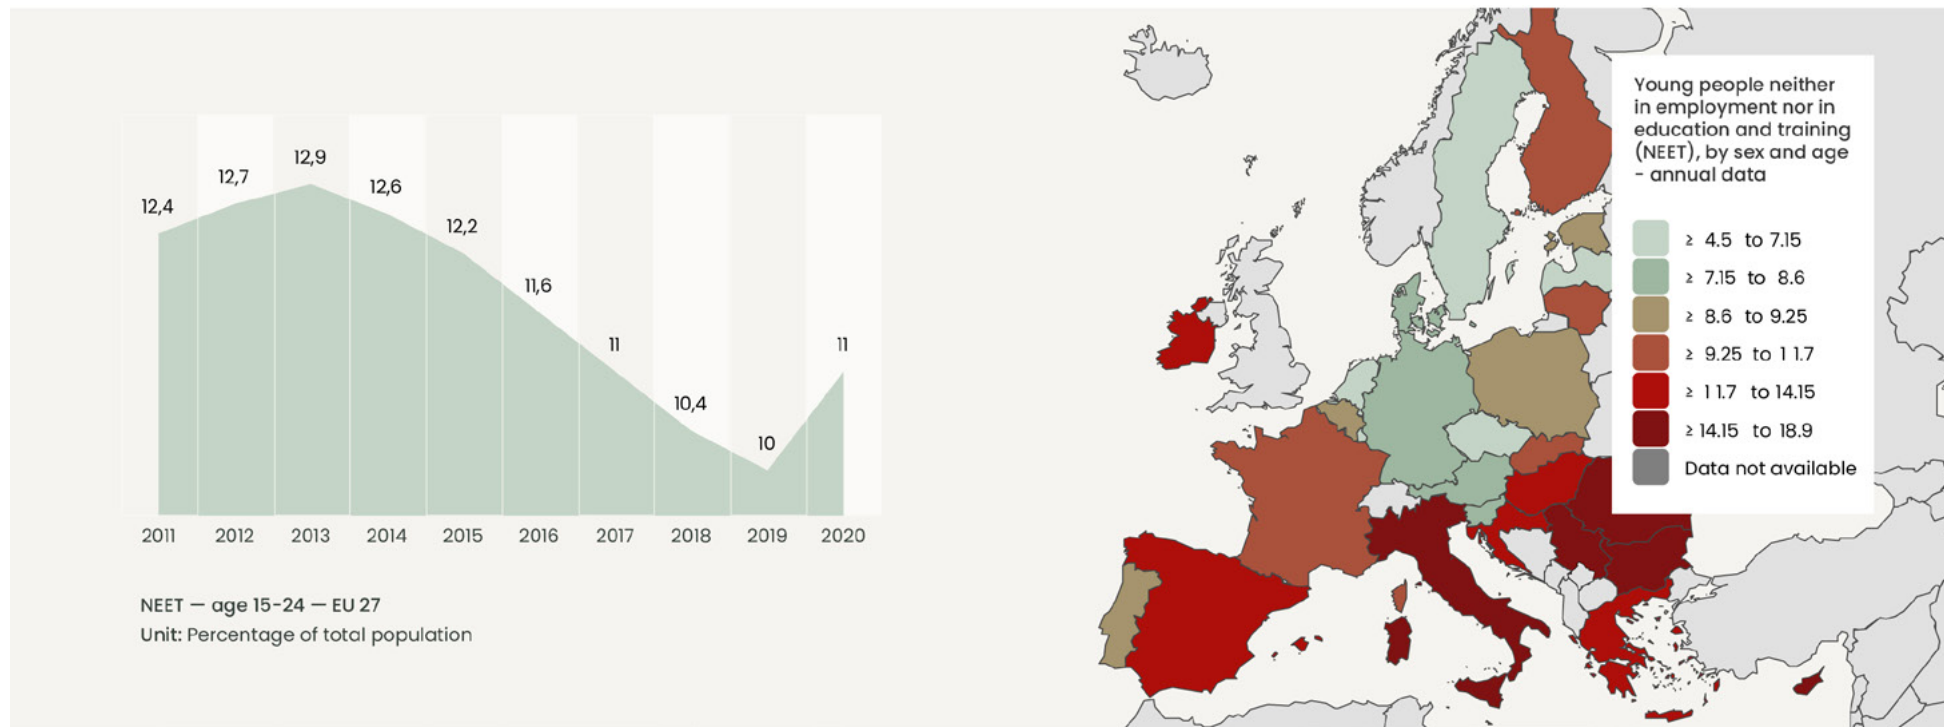 12,4
12,7
12,9
12,6
12,2
11,6
11
10,4
10
11
2011 2012 2013 2014 2015 2016 2017 2018 2019 2020
NEET — age 15-24 — EU 27
Unit: Percentage of total population
Young people neither
in employment nor in
education and training
(NEET), by sex and age
- annual data
≥ 4.5 to 7.15
≥ 7.15 to 8.6
≥ 8.6 to 9.25
≥ 9.25 to 1 1.7
≥ 1 1.7 to 14.15
≥ 14.15 to 18.9
Data not available